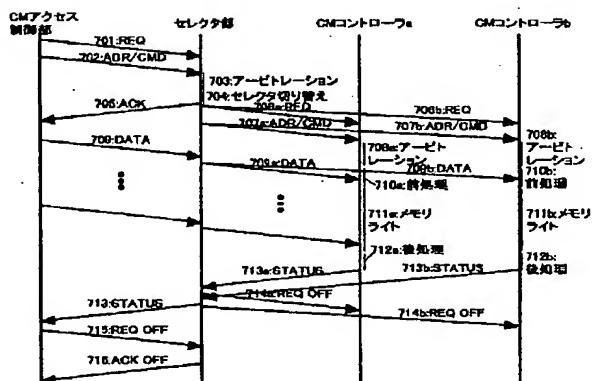 CMアクセス
制御部
セレクタ部
CMコントローラa
CMコントローラb
701:REQ
702:ADR/CMD
703:アービトレーション
704:セレクタ切り替え
705:ACK
706a:REQ
706b:REQ
707a:ADR/CMD
707b:ADR/CMD
708a:アービト
レーション
708b:
アービト
レーション
709:DATA
709a:DATA
709b:DATA
710a:前処理
710b:
前処理
711a:メモリ
ライト
711b:メモリ
ライト
712a:後処理
712b:
後処理
713a:STATUS
713b:STATUS
713:STATUS
714a:REQ OFF
714b:REQ OFF
715:REQ OFF
716:ACK OFF